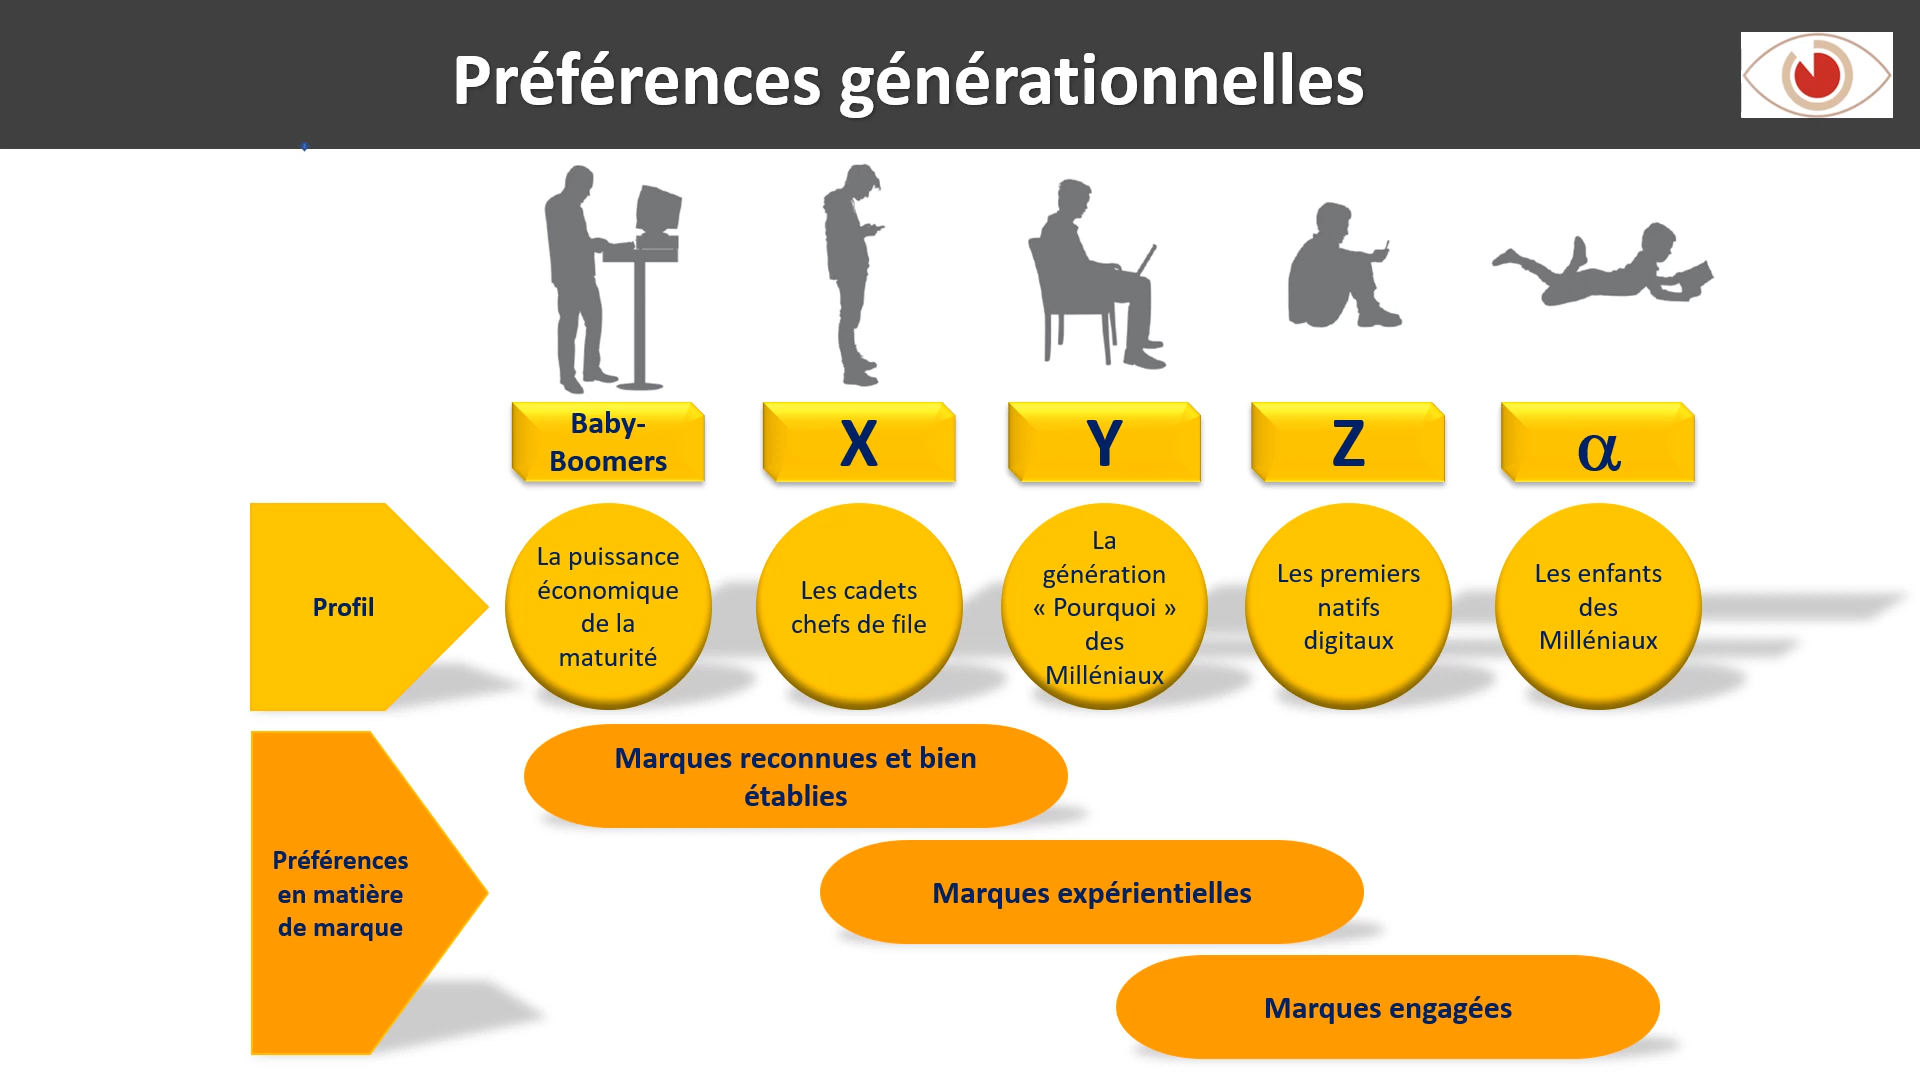 Préférences générationnelles
Baby-
Boomers
X
Y
Z
α
Profil
La puissance
économique
de la
maturité
Les cadets
chefs de file
La
génération
« Pourquoi »
des
Milléniaux
Les premiers
natifs
digitaux
Les enfants
des
Milléniaux
Préférences
en matière
de marque
Marques reconnues et bien
établies
Marques expérientielles
Marques engagées